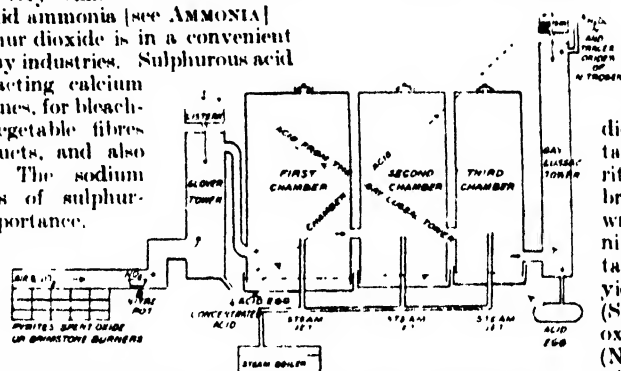 id ammonia [see AMMONIA]
hur dioxide is in a convenient
y industries. Sulphurous acid
acting calcium
nes, for bleach-
egetable fibres
ucts, and also
The sodium
s of sulphur-
portance.
AND
TRACES
OXIDES
OF
NITROGEN
CISTERN
GLOVER
TOWER
FIRST
CHAMBER
SECOND
CHAMBER
THIRD
CHAMBER
GAY
LUSSAC
TOWER
ACID FROM THE GAY LUSSAC TOWER
CHAMBER ACID
AIR & SO2
NITRE
POT
PYRITES SPENT OXIDE
OR BRIMSTONE BURNERS
CONCENTRATED
ACID
ACID EGG
STEAM
JET
STEAM
JET
STEAM
JET
STEAM BOILER
ACID
EGG
di
ta
rit
br
w
ni
ta
yi
(S
ox
(N